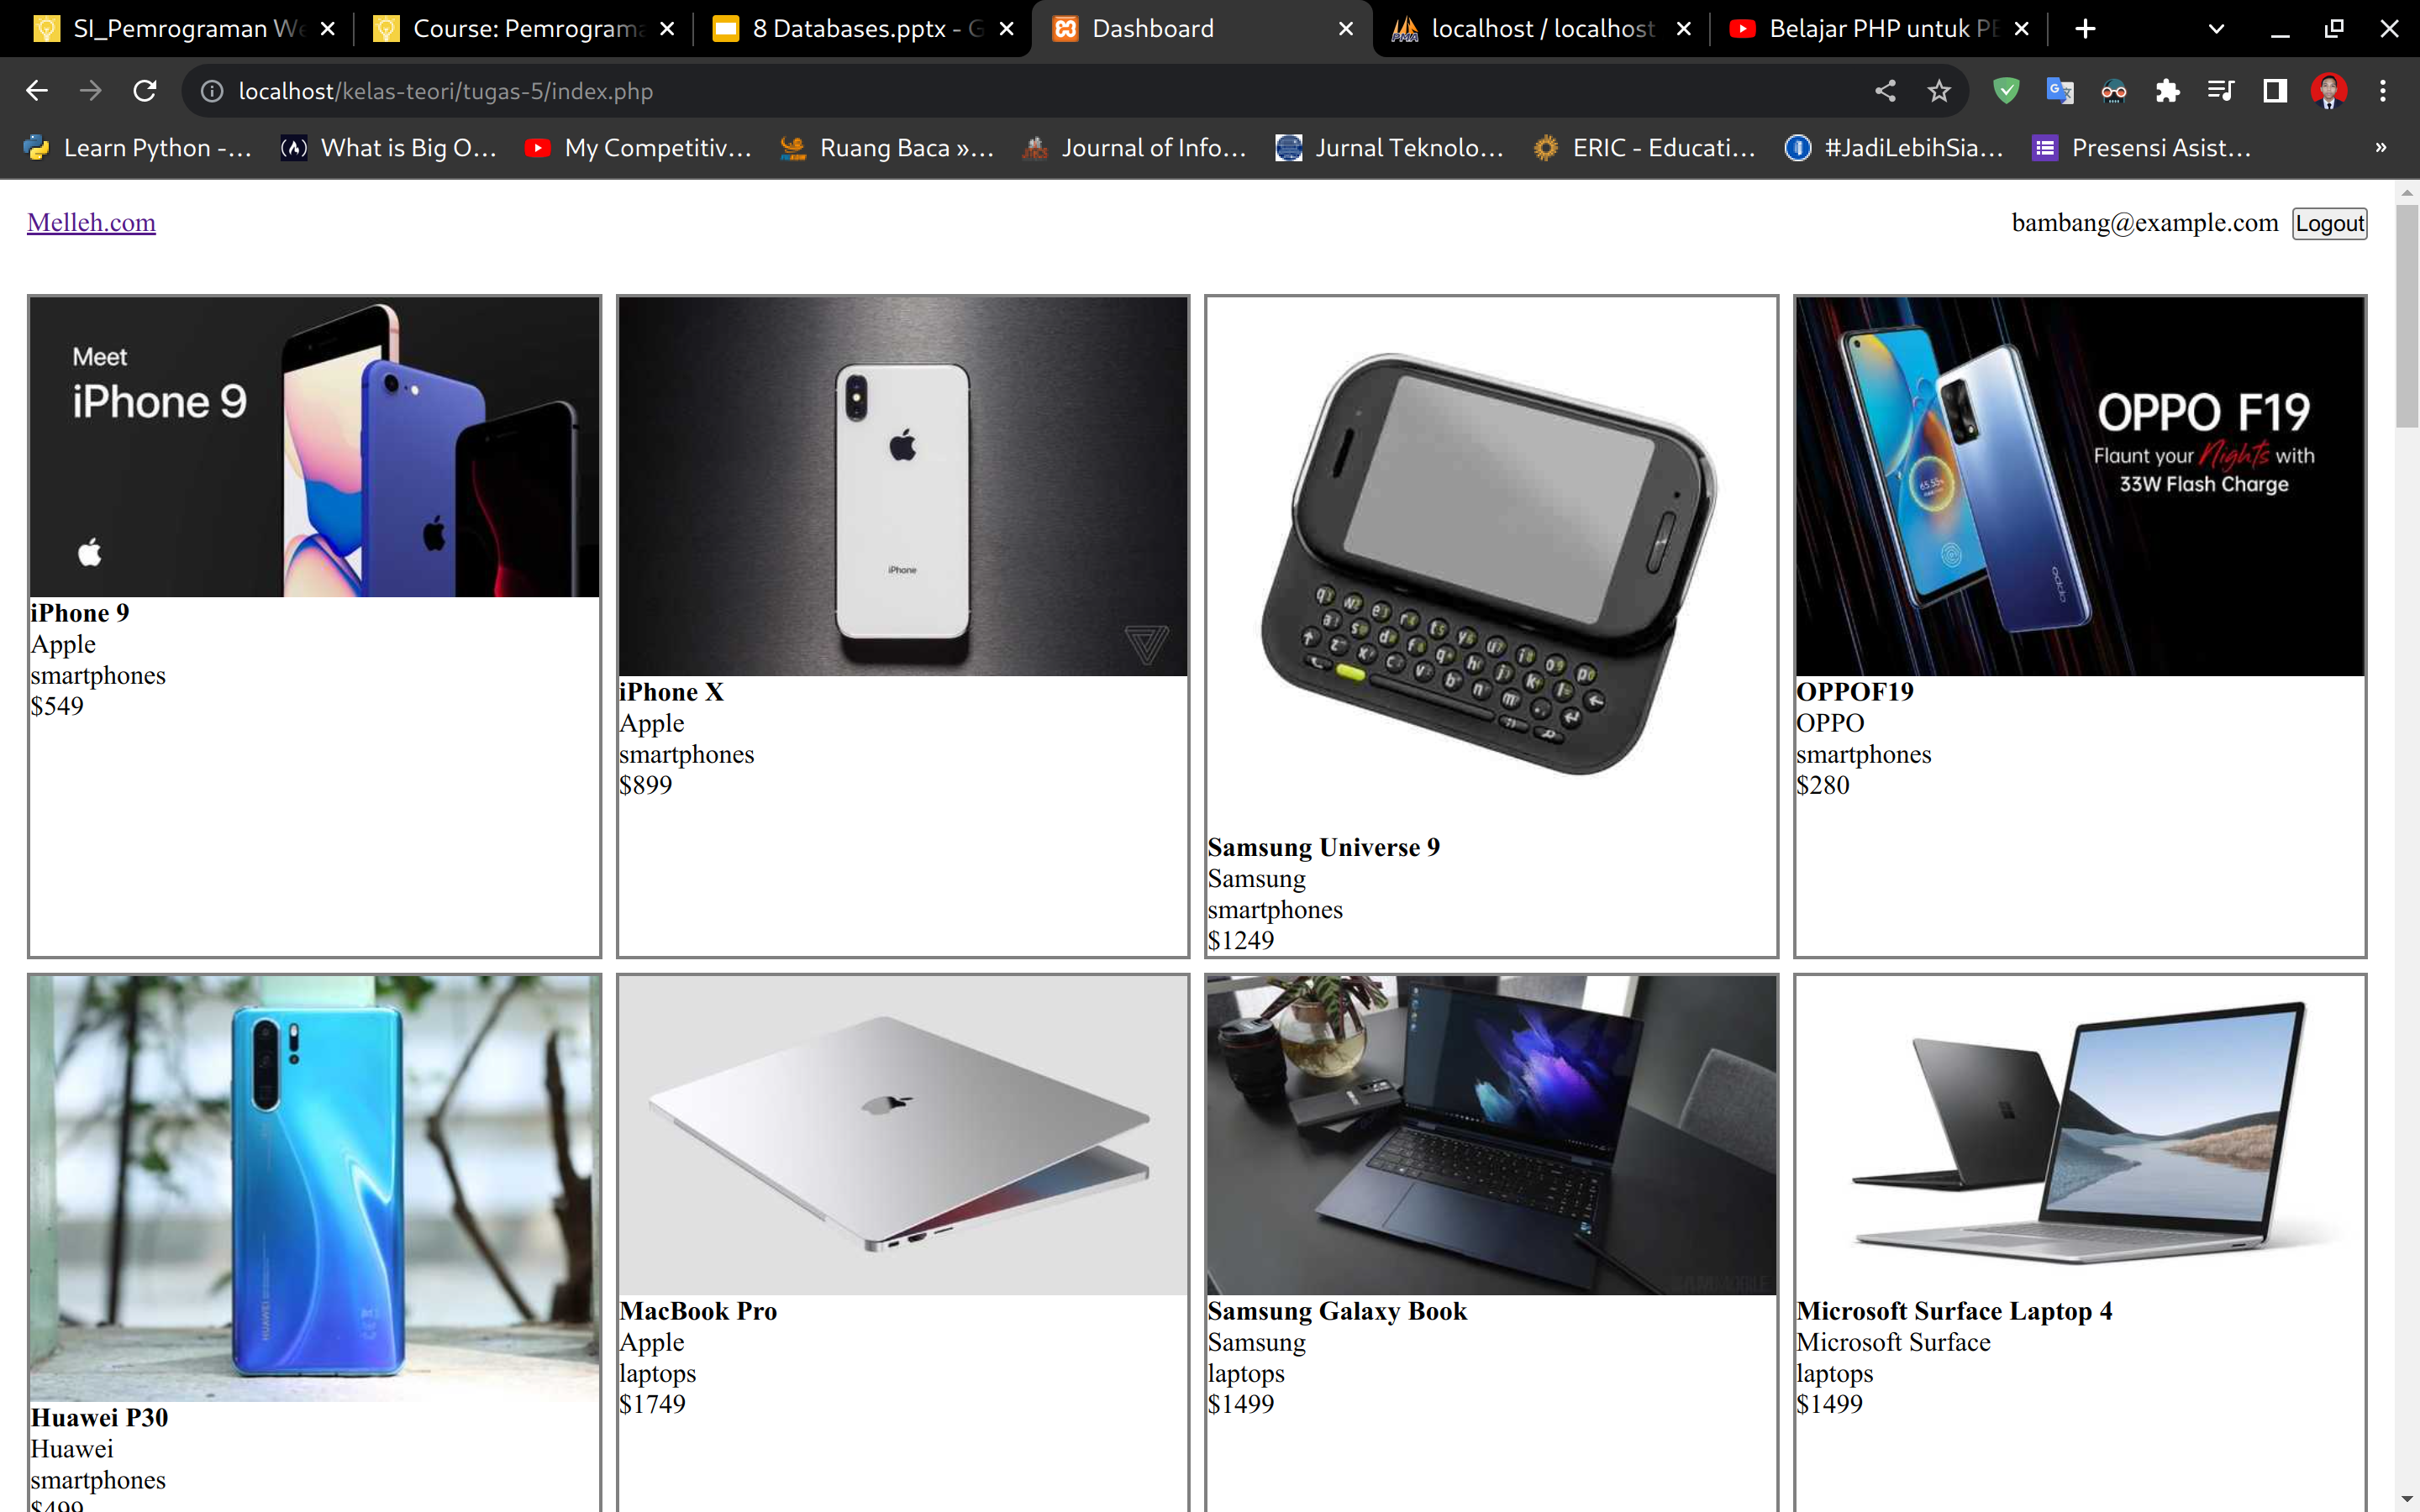 SI_Pemrograman We
Course: Pemrograma
8 Databases.pptx - G
Dashboard
localhost / localhost
Belajar PHP untuk PE
localhost/kelas-teori/tugas-5/index.php
Learn Python -...
What is Big O...
My Competitiv...
Ruang Baca »...
Journal of Info...
Jurnal Teknolo...
ERIC - Educati...
#JadiLebihSia...
Presensi Asist...
»
Melleh.com
bambang@example.com
Logout
Meet
iPhone 9
iPhone 9
Apple
smartphones
$549
iPhone
iPhone X
Apple
smartphones
$899
Samsung Universe 9
Samsung
smartphones
$1249
OPPO F19
Flaunt your Nights with
33W Flash Charge
OPPOF19
OPPO
smartphones
$280
Huawei P30
Huawei
smartphones
$499
MacBook Pro
Apple
laptops
$1749
Samsung Galaxy Book
Samsung
laptops
$1499
Microsoft Surface Laptop 4
Microsoft Surface
laptops
$1499